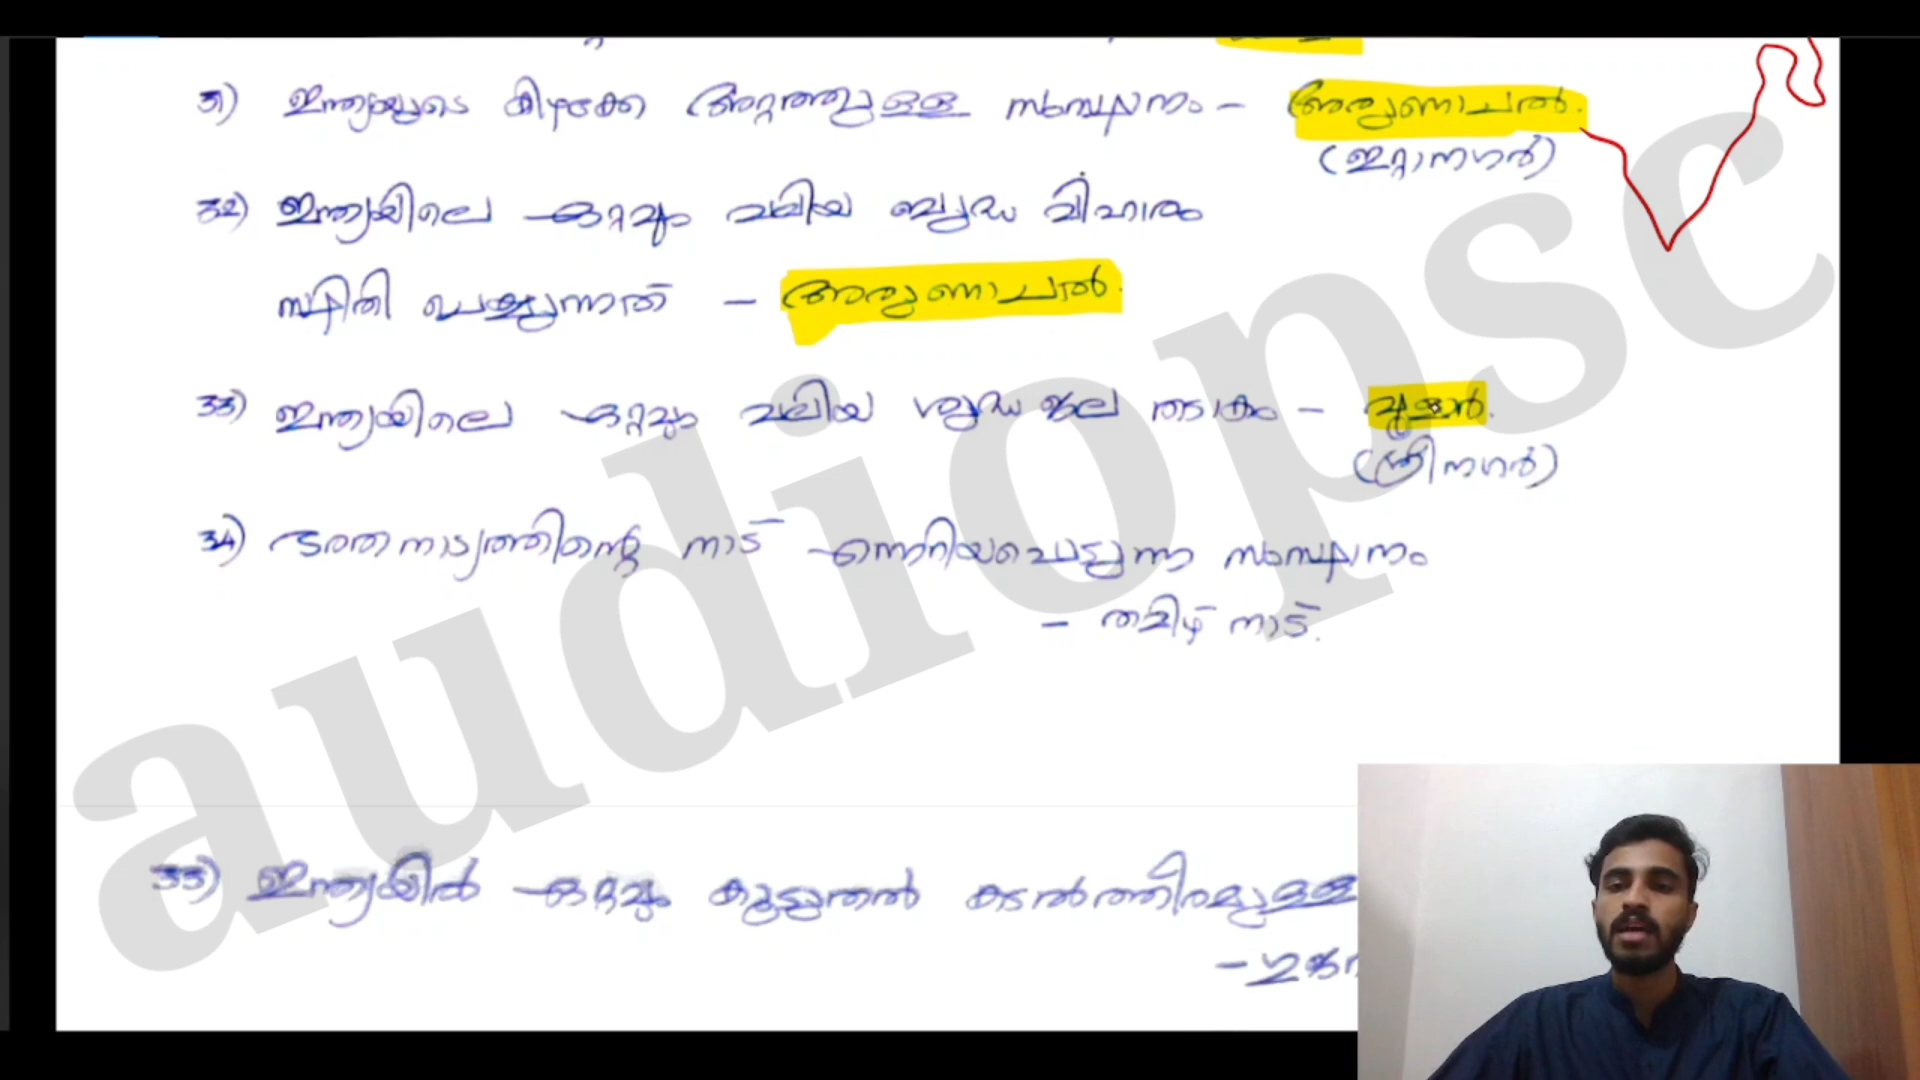 31) ഇന്ത്യയുടെ കിഴക്കേ അറ്റത്തുള്ള സംസ്ഥാനം - അരുണാചൽ.
(ഇറ്റാനഗർ)
32) ഇന്ത്യയിലെ ഏറ്റവും വലിയ ബുദ്ധ വിഹാരം
സ്ഥിതി ചെയ്യുന്നത് - അരുണാചൽ.
33) ഇന്ത്യയിലെ ഏറ്റവും വലിയ ശുദ്ധജല തടാകം - വൂളാർ.
(ശ്രീനഗർ)
34) ഭരതനാട്യത്തിന്റെ നാട് എന്നറിയപ്പെടുന്ന സംസ്ഥാനം
- തമിഴ് നാട്.
35) ഇന്ത്യയിൽ ഏറ്റവും കൂടുതൽ കടൽത്തീരമുള്ള
audiopsc